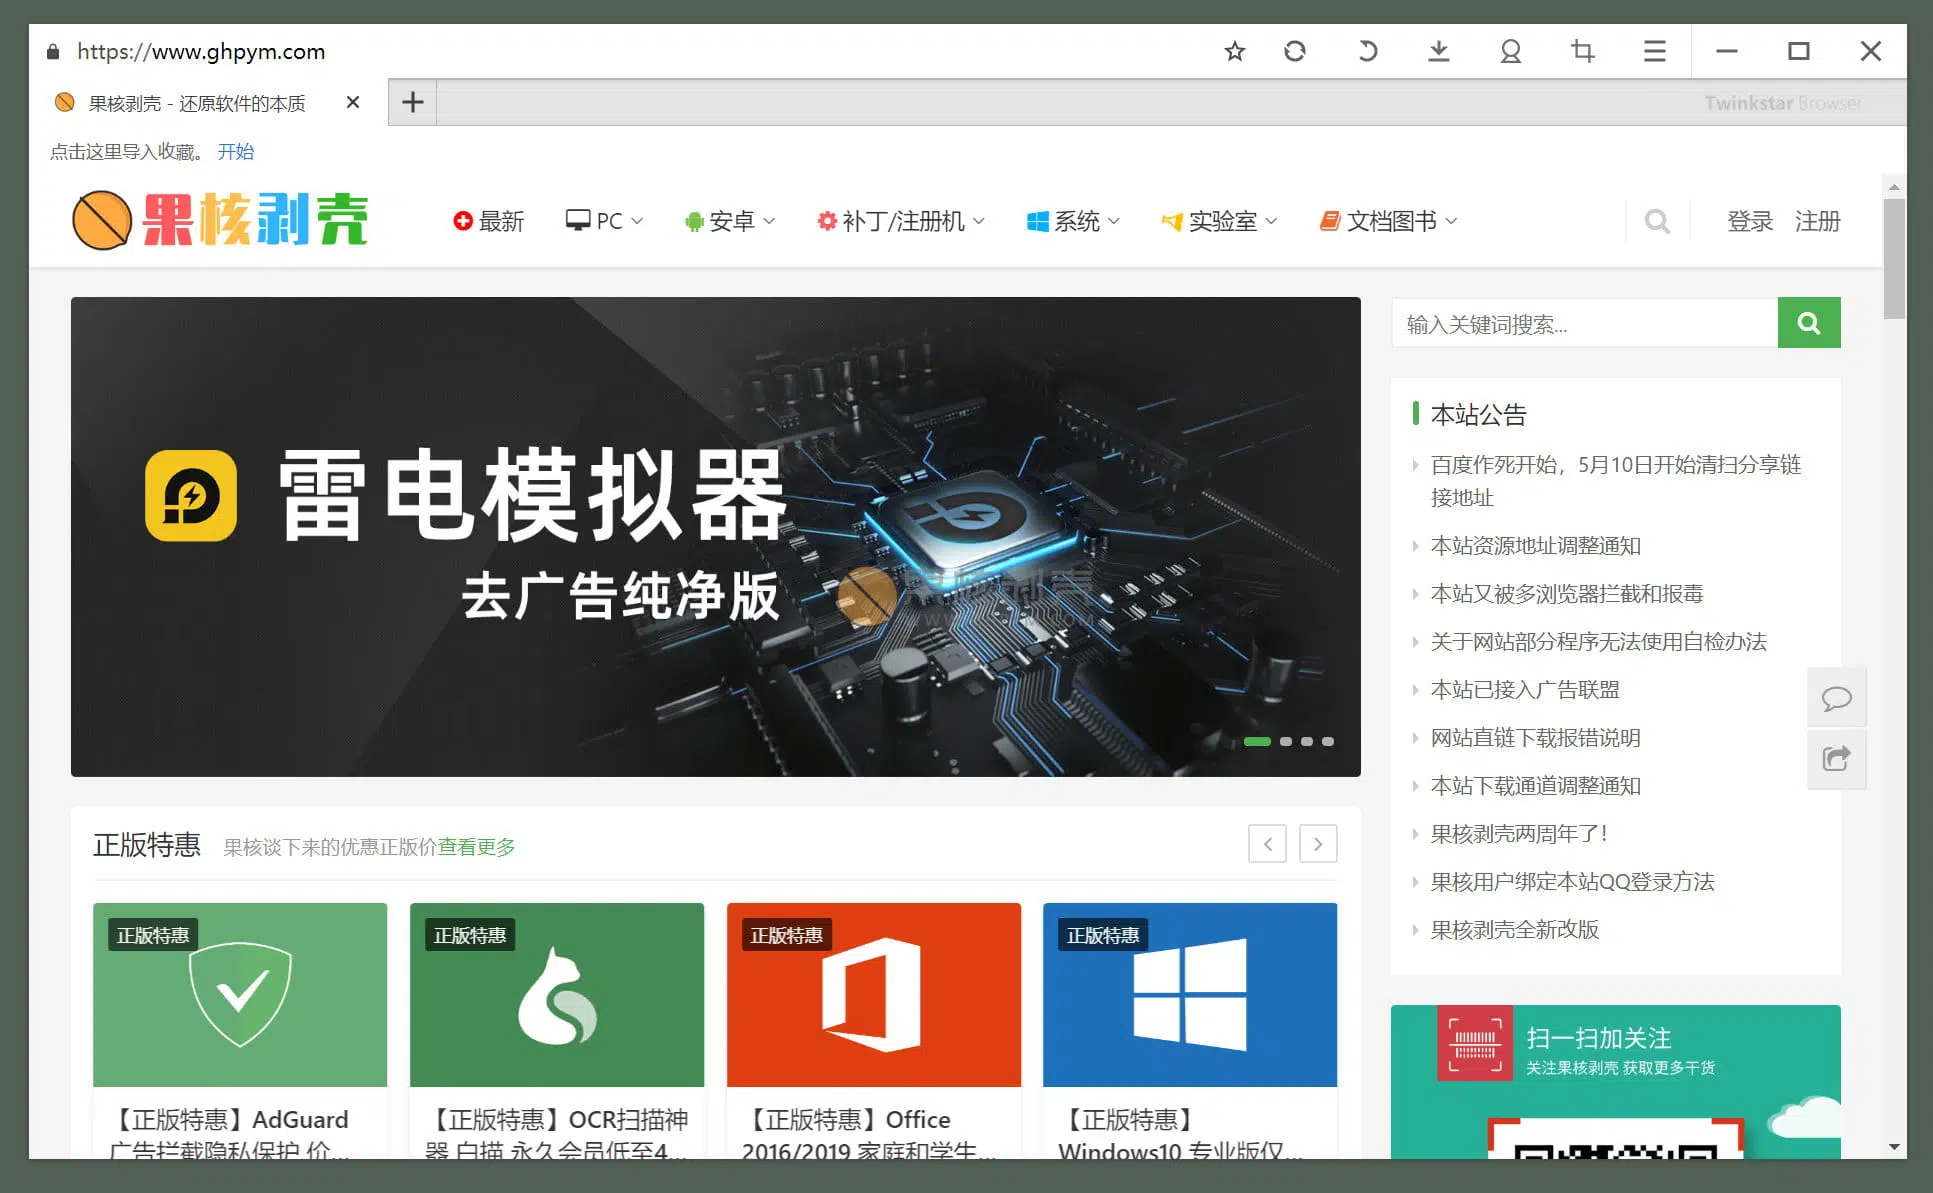 https://www.ghpym.com
果核剥壳 - 还原软件的本质
Twinkstar Browser
点击这里导入收藏。 开始
果核剥壳
最新 PC 安卓 补丁/注册机 系统 实验室 文档图书
登录 注册
雷电模拟器
去广告纯净版
果核剥壳
输入关键词搜索...
本站公告
百度作死开始，5月10日开始清扫分享链
接地址
本站资源地址调整通知
本站又被多浏览器拦截和报毒
关于网站部分程序无法使用自检办法
本站已接入广告联盟
网站直链下载报错说明
本站下载通道调整通知
果核剥壳两周年了！
果核用户绑定本站QQ登录方法
果核剥壳全新改版
正版特惠 果核谈下来的优惠正版价查看更多
正版特惠
【正版特惠】AdGuard
广告拦截隐私保护 价...
正版特惠
【正版特惠】OCR扫描神
器 白描 永久会员低至4...
正版特惠
【正版特惠】Office
2016/2019 家庭和学生...
正版特惠
【正版特惠】
Windows10 专业版仅...
扫一扫加关注
关注果核剥壳 获取更多干货